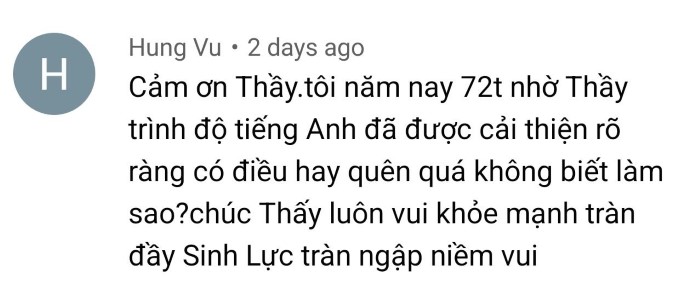 H
Hung Vu • 2 days ago
Cảm ơn Thầy.tôi năm nay 72t nhờ Thầy
trình độ tiếng Anh đã được cải thiện rõ
ràng có điều hay quên quá không biết làm
sao?chúc Thấy luôn vui khỏe mạnh tràn
đầy Sinh Lực tràn ngập niềm vui